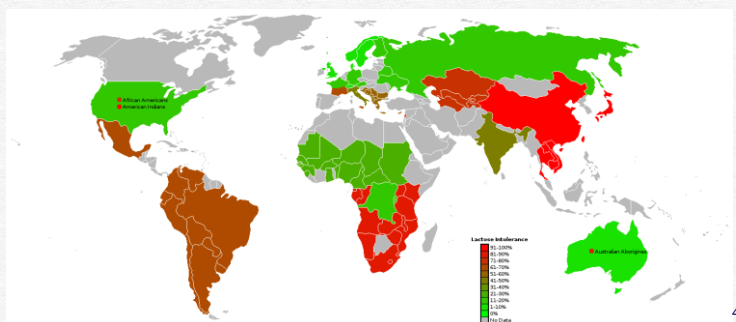 African Americans
American Indians
Australian Aborigines
Lactose Intolerance
91-100%
81-90%
71-80%
61-70%
51-60%
41-50%
31-40%
21-30%
11-20%
1-10%
0%
No Data
4